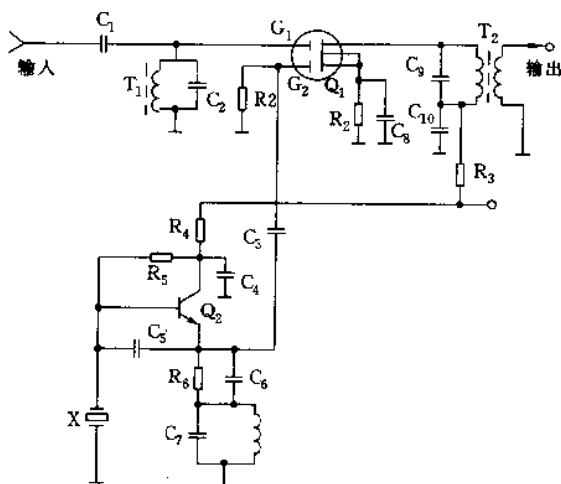 C₁
G₁
T₂
输入
T₁
C₂
R2
G₂
Q₁
C₉
输出
R₂
C₈
C₁₀
R₃
R₄
C₃
R₅
C₄
Q₂
C₅
R₆
C₆
X
C₇